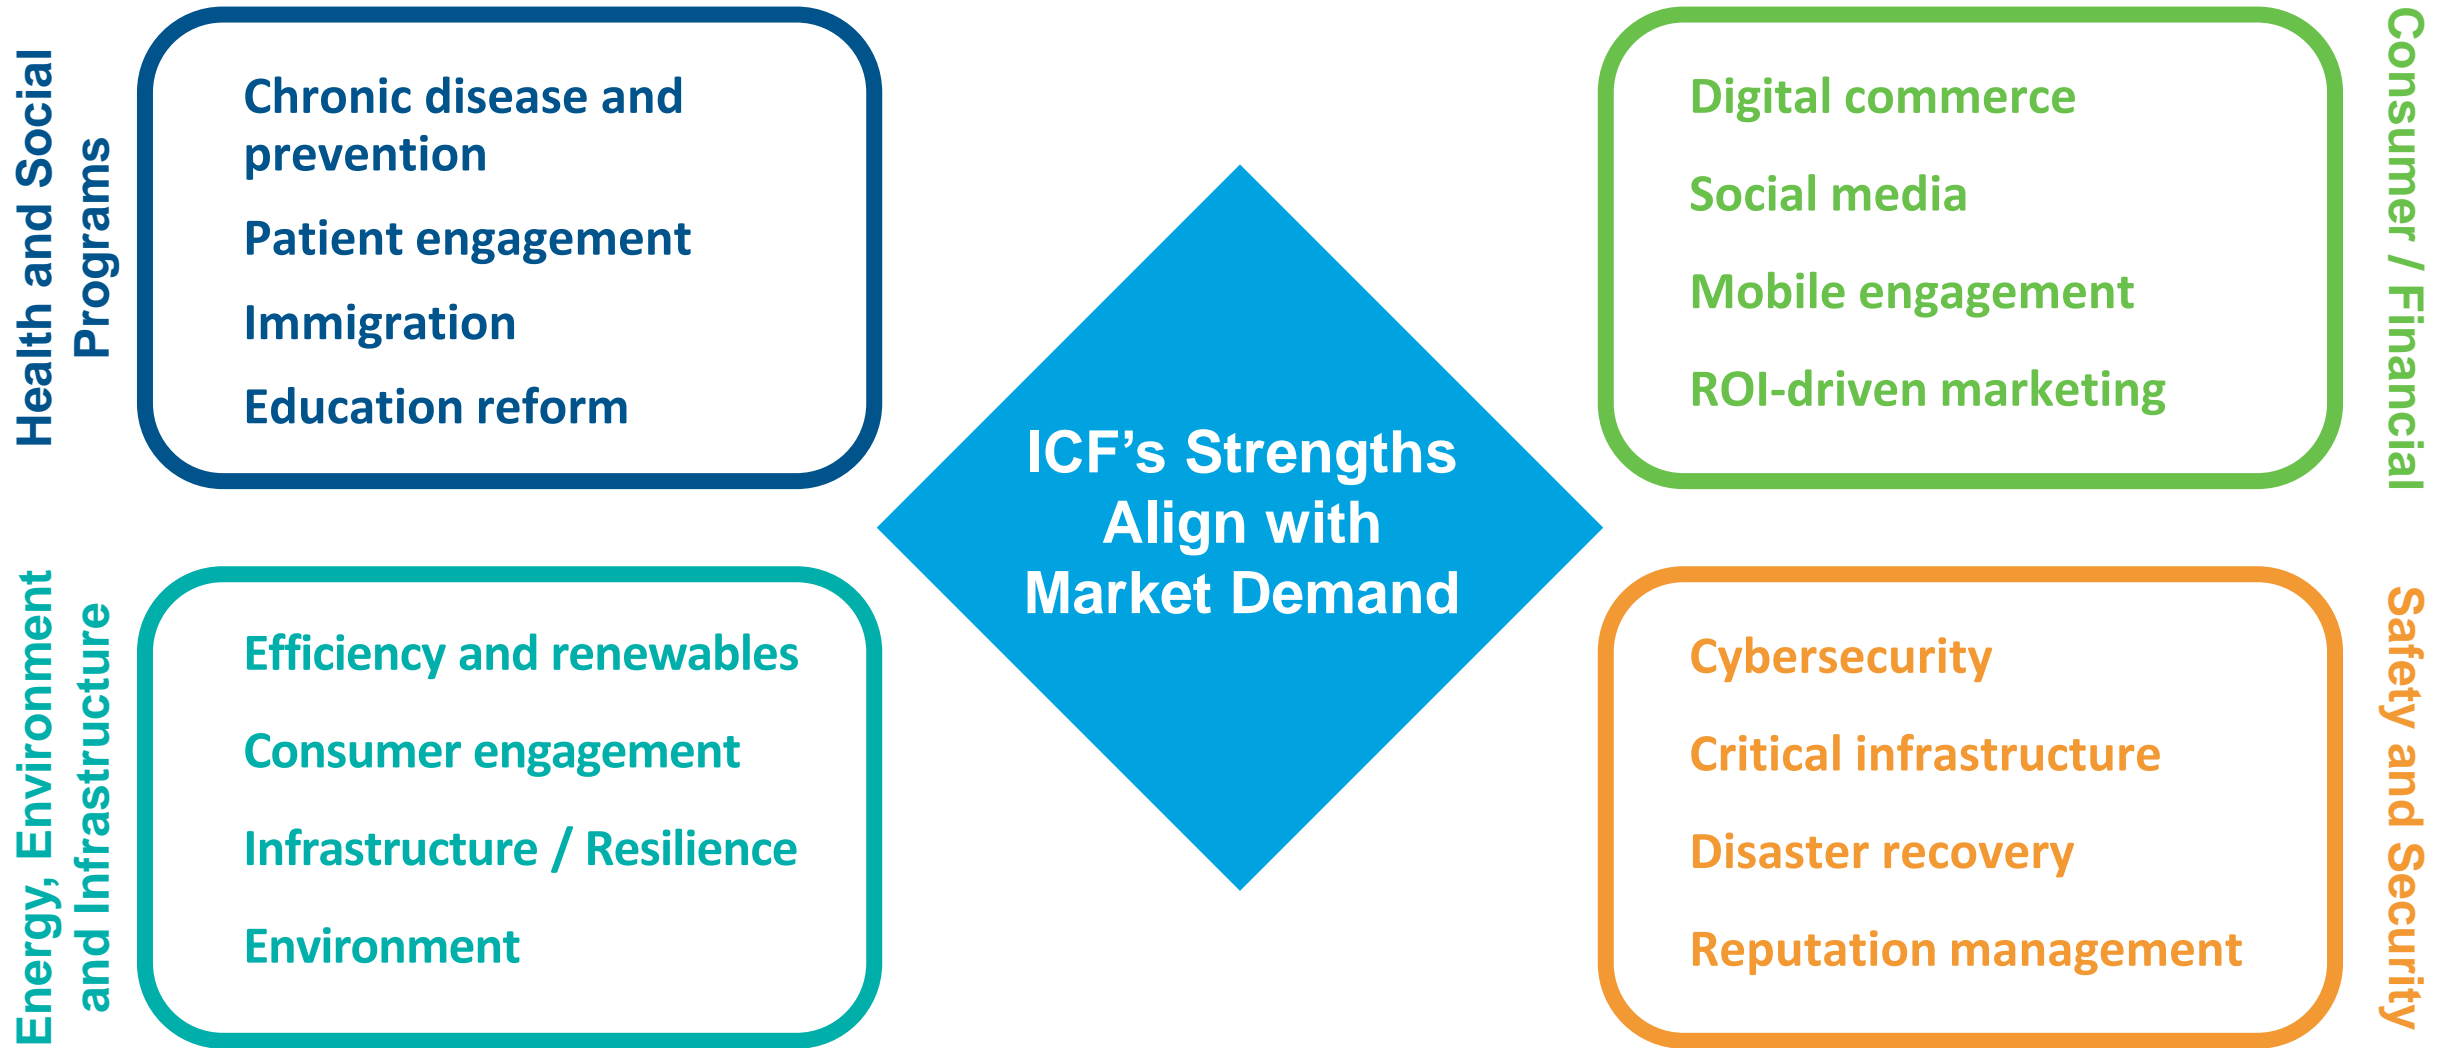 Health and Social
Programs
Chronic disease and
prevention
Patient engagement
Immigration
Education reform
Consumer / Financial
Digital commerce
Social media
Mobile engagement
ROI-driven marketing
ICF’s Strengths
Align with
Market Demand
Energy, Environment
and Infrastructure
Efficiency and renewables
Consumer engagement
Infrastructure / Resilience
Environment
Safety and Security
Cybersecurity
Critical infrastructure
Disaster recovery
Reputation management